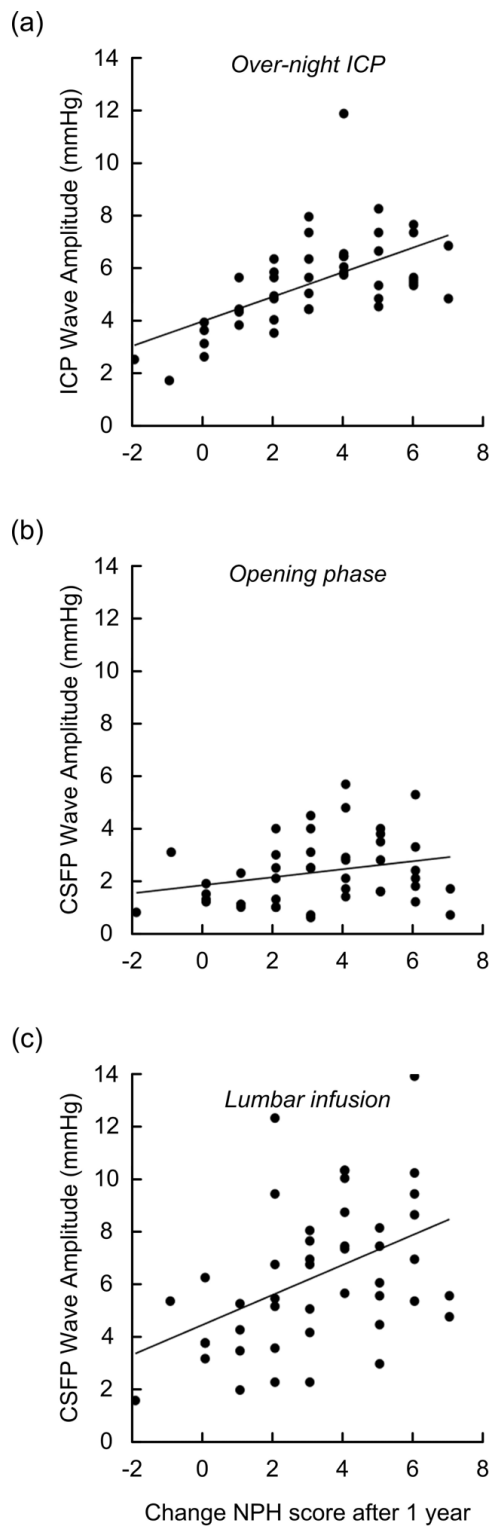 (a)
Over-night ICP
ICP Wave Amplitude (mmHg)
14
12
10
8
6
4
2
0
-2 0 2 4 6 8
(b)
Opening phase
CSFP Wave Amplitude (mmHg)
14
12
10
8
6
4
2
0
-2 0 2 4 6 8
(c)
Lumbar infusion
CSFP Wave Amplitude (mmHg)
14
12
10
8
6
4
2
0
-2 0 2 4 6 8
Change NPH score after 1 year